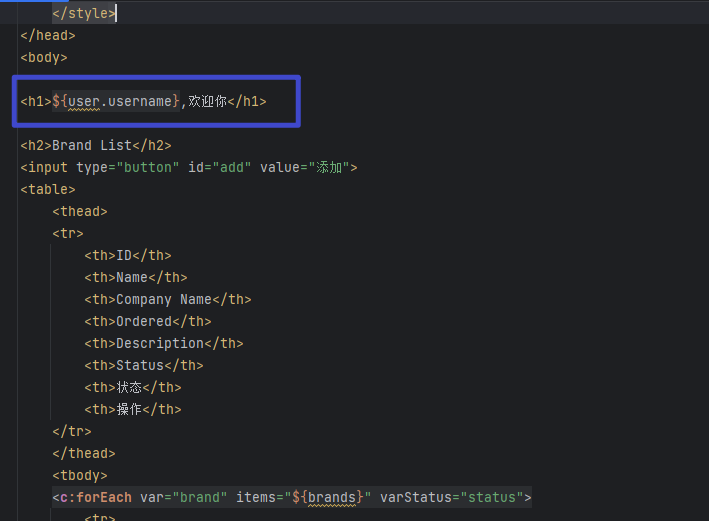 </style>
</head>
<body>
<h1>${user.username},欢迎你</h1>
<h2>Brand List</h2>
<input type="button" id="add" value="添加">
<table>
<thead>
<tr>
<th>ID</th>
<th>Name</th>
<th>Company Name</th>
<th>Ordered</th>
<th>Description</th>
<th>Status</th>
<th>状态</th>
<th>操作</th>
</tr>
</thead>
<tbody>
<c:forEach var="brand" items="${brands}" varStatus="status">
<tr>